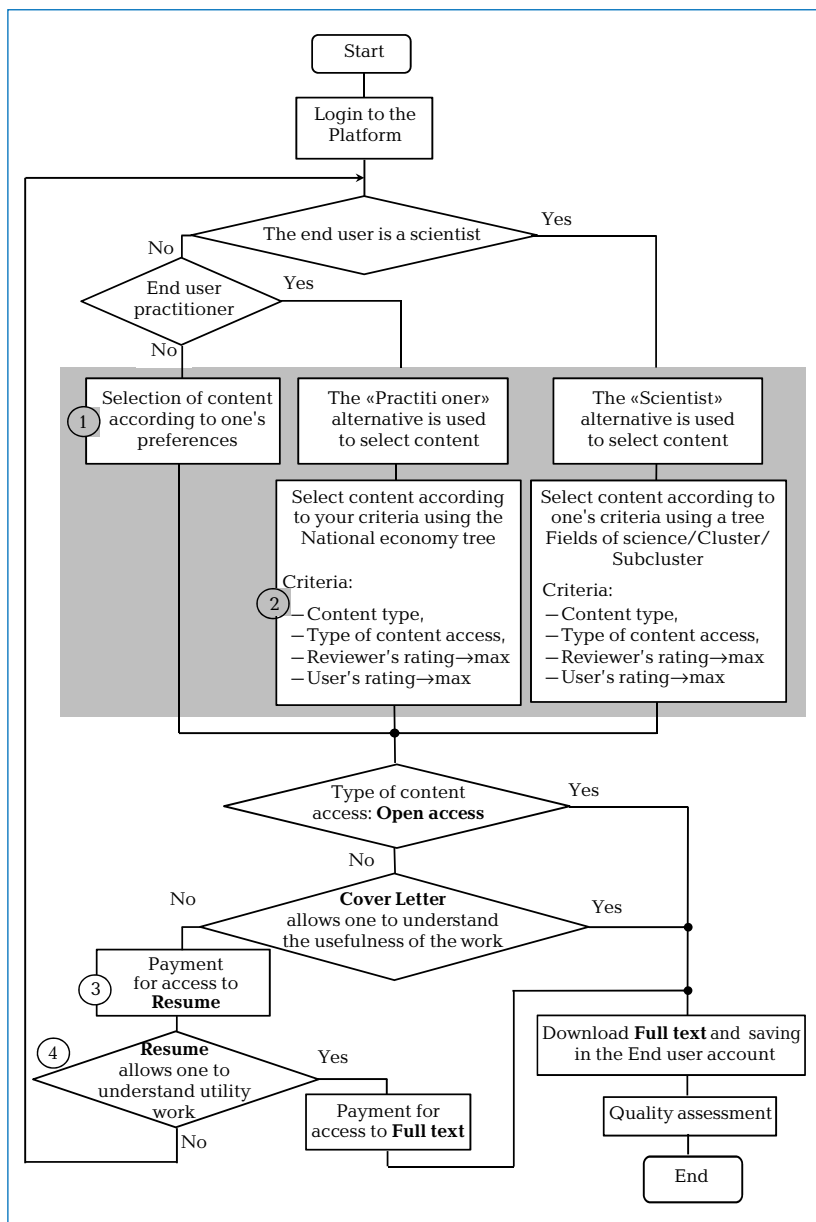 Start
Login to the
Platform
The end user is a scientist
Yes
No
End user
practitioner
Yes
No
1
Selection of content
according to one's
preferences
The «Practiti oner»
alternative is used
to select content
The «Scientist»
alternative is used
to select content
2
Select content according
to your criteria using the
National economy tree
Criteria:
—Content type,
—Type of content access,
—Reviewer's rating→max
—User's rating→max
Select content according to
one's criteria using a tree
Fields of science/Cluster/
Subcluster
Criteria:
—Content type,
—Type of content access,
—Reviewer's rating→max
—User's rating→max
Type of content
access: Open access
Yes
No
Cover Letter
allows one to understand
the usefulness of the work
No
Yes
3
Payment
for access to
Resume
4
Resume
allows one to
understand utility
work
Yes
No
Payment for
access to Full text
Download Full text and saving
in the End user account
Quality assessment
End